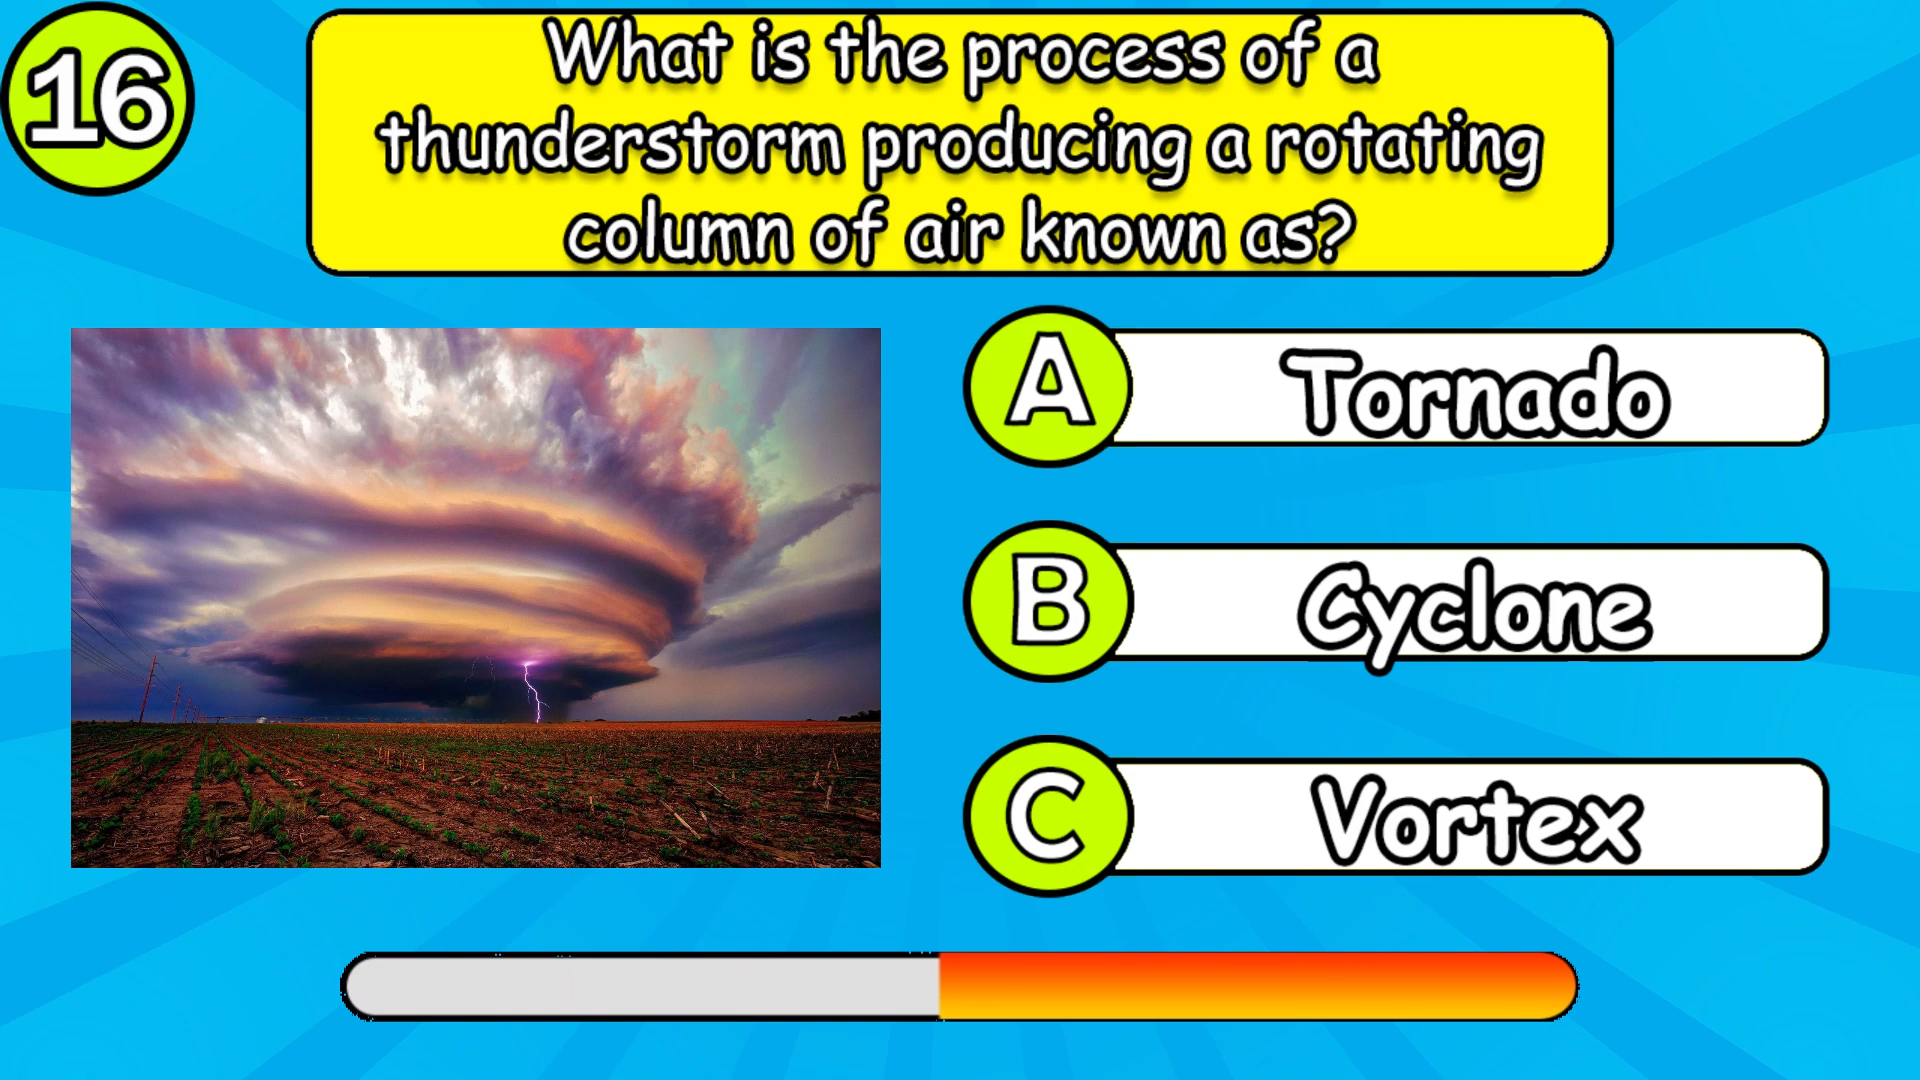 16
What is the process of a
thunderstorm producing a rotating
column of air known as?
A Tornado
B Cyclone
C Vortex